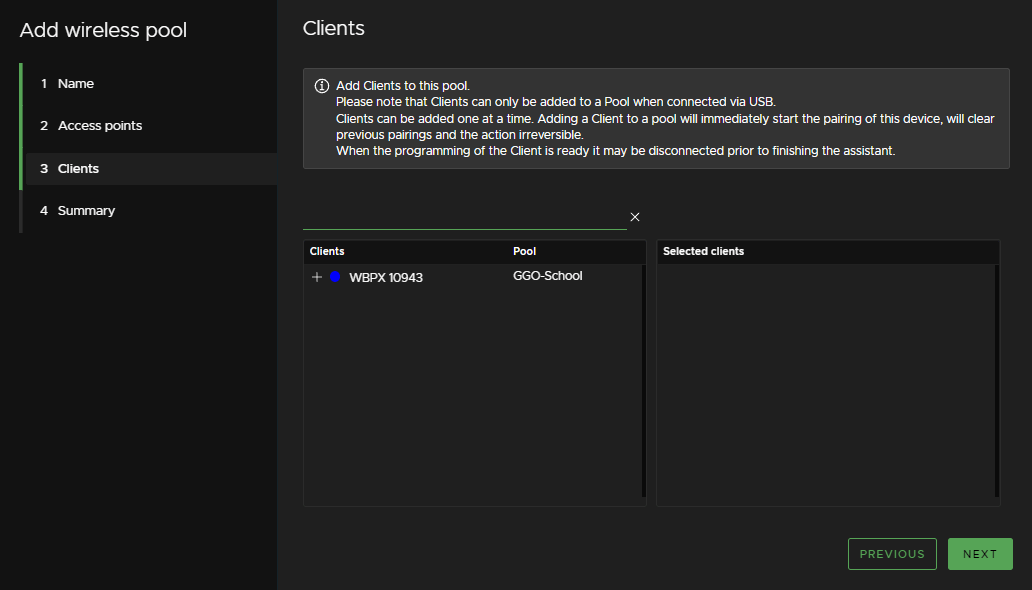 Add wireless pool
1 Name
2 Access points
3 Clients
4 Summary
Clients
Add Clients to this pool.
Please note that Clients can only be added to a Pool when connected via USB.
Clients can be added one at a time. Adding a Client to a pool will immediately start the pairing of this device, will clear
previous pairings and the action irreversible.
When the programming of the Client is ready it may be disconnected prior to finishing the assistant.
Clients Pool
WBPX 10943 GGO-School
Selected clients
PREVIOUS NEXT